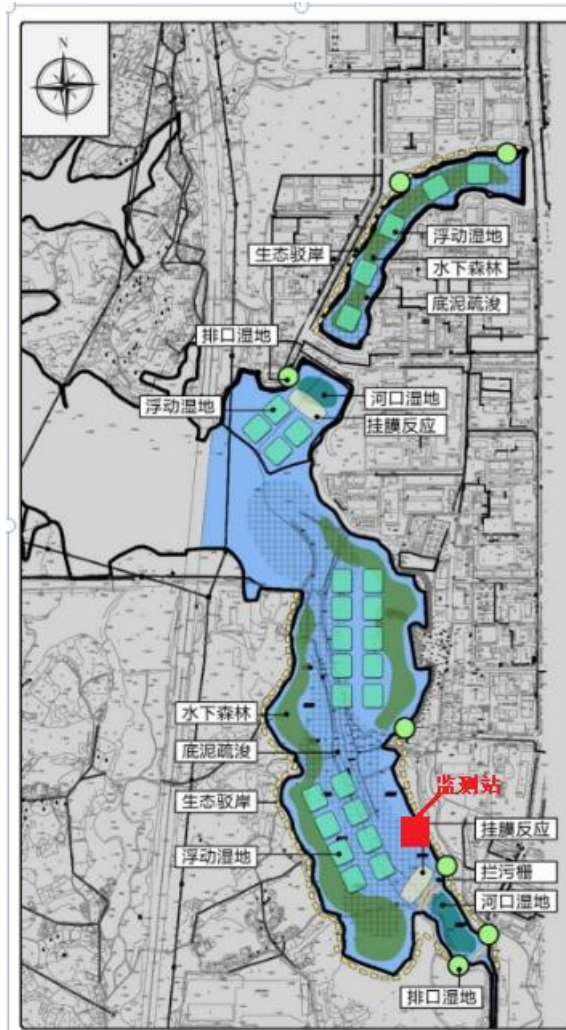 N
浮动湿地
生态驳岸
水下森林
底泥疏浚
排口湿地
河口湿地
浮动湿地
挂膜反应
水下森林
底泥疏浚
监测站
生态驳岸
挂膜反应
浮动湿地
拦污栅
河口湿地
排口湿地